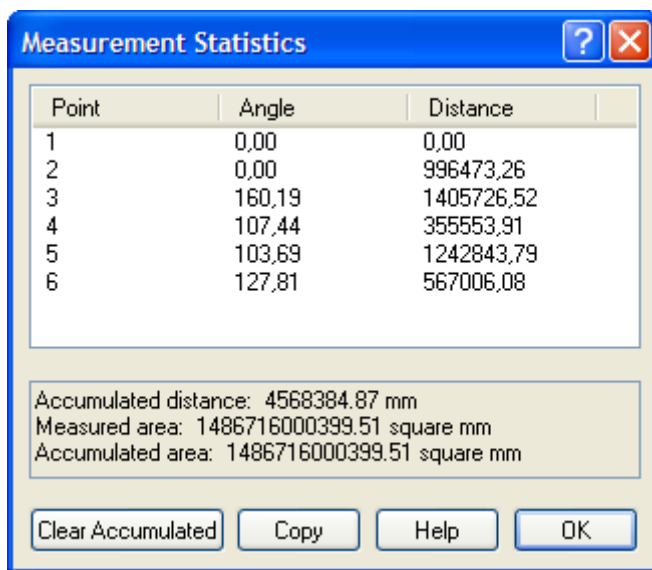 Measurement Statistics
Point Angle Distance
1 0,00 0,00
2 0,00 996473,26
3 160,19 1405726,52
4 107,44 355553,91
5 103,69 1242843,79
6 127,81 567006,08
Accumulated distance: 4568384.87 mm
Measured area: 1486716000399.51 square mm
Accumulated area: 1486716000399.51 square mm
Clear Accumulated Copy Help OK